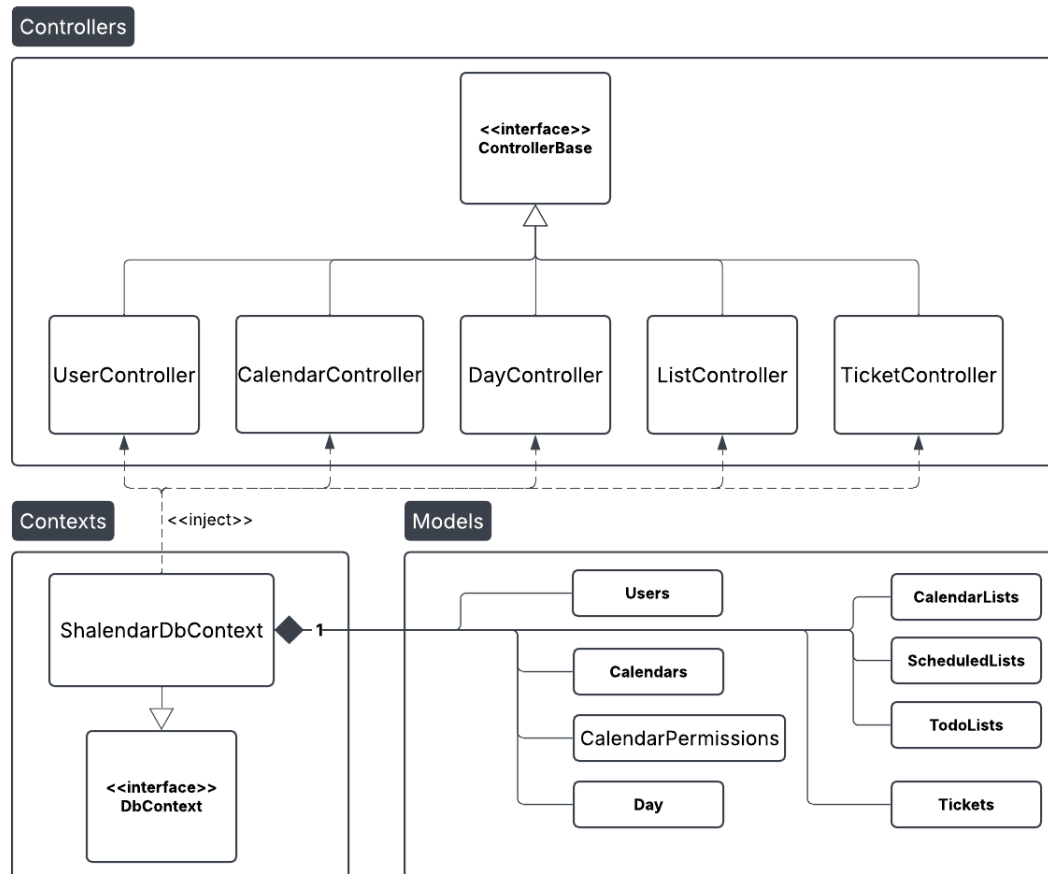 Controllers
<<interface>>
ControllerBase
UserController
CalendarController
DayController
ListController
TicketController
Contexts
<<inject>>
Models
ShalendarDbContext
1
Users
Calendars
CalendarPermissions
Day
CalendarLists
ScheduledLists
TodoLists
Tickets
<<interface>>
DbContext